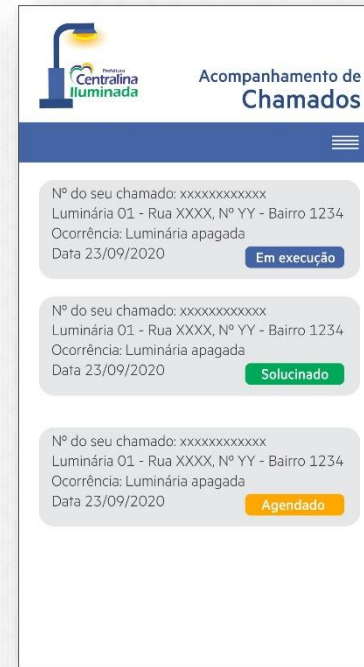 Prefeitura
Centralina
Iluminada
Acompanhamento de
Chamados
Nº do seu chamado: xxxxxxxxxxxx
Luminária 01 - Rua XXXX, Nº YY - Bairro 1234
Ocorrência: Luminária apagada
Data 23/09/2020
Em execução
Nº do seu chamado: xxxxxxxxxxxx
Luminária 01 - Rua XXXX, Nº YY - Bairro 1234
Ocorrência: Luminária apagada
Data 23/09/2020
Solucinado
Nº do seu chamado: xxxxxxxxxxxx
Luminária 01 - Rua XXXX, Nº YY - Bairro 1234
Ocorrência: Luminária apagada
Data 23/09/2020
Agendado